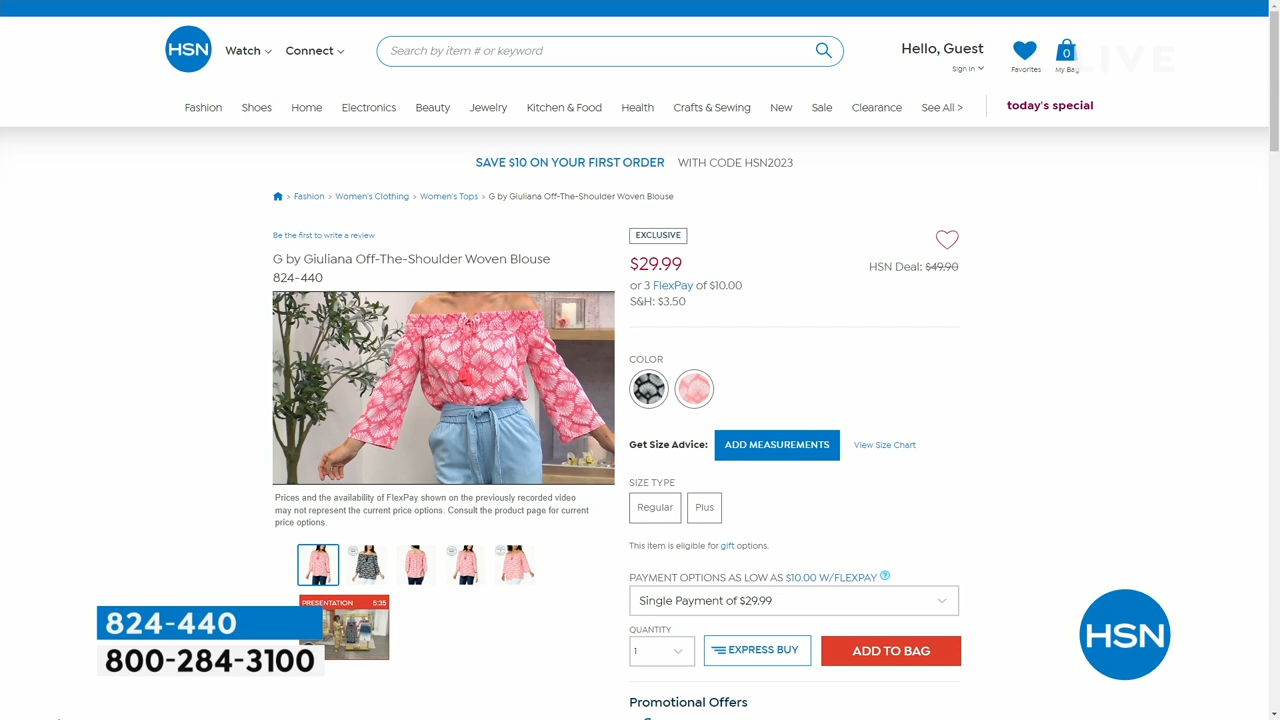 HSN
Watch
Connect
Search by item # or keyword
Hello, Guest
Sign In
Favorites
0
My Bag
LIVE
Fashion
Shoes
Home
Electronics
Beauty
Jewelry
Kitchen & Food
Health
Crafts & Sewing
New
Sale
Clearance
See All >
today's special
SAVE $10 ON YOUR FIRST ORDER WITH CODE HSN2023
> Fashion > Women's Clothing > Women's Tops > G by Giuliana Off-The-Shoulder Woven Blouse
Be the first to write a review
G by Giuliana Off-The-Shoulder Woven Blouse
824-440
Prices and the availability of FlexPay shown on the previously recorded video
may not represent the current price options. Consult the product page for current
price options.
PRESENTATION 5:35
824-440
800-284-3100
EXCLUSIVE
$29.99
HSN Deal: $49.90
or 3 FlexPay of $10.00
S&H: $3.50
COLOR
Get Size Advice: ADD MEASUREMENTS View Size Chart
SIZE TYPE
Regular Plus
This item is eligible for gift options.
PAYMENT OPTIONS AS LOW AS $10.00 W/FLEXPAY ?
Single Payment of $29.99
QUANTITY
1
EXPRESS BUY
ADD TO BAG
Promotional Offers
HSN